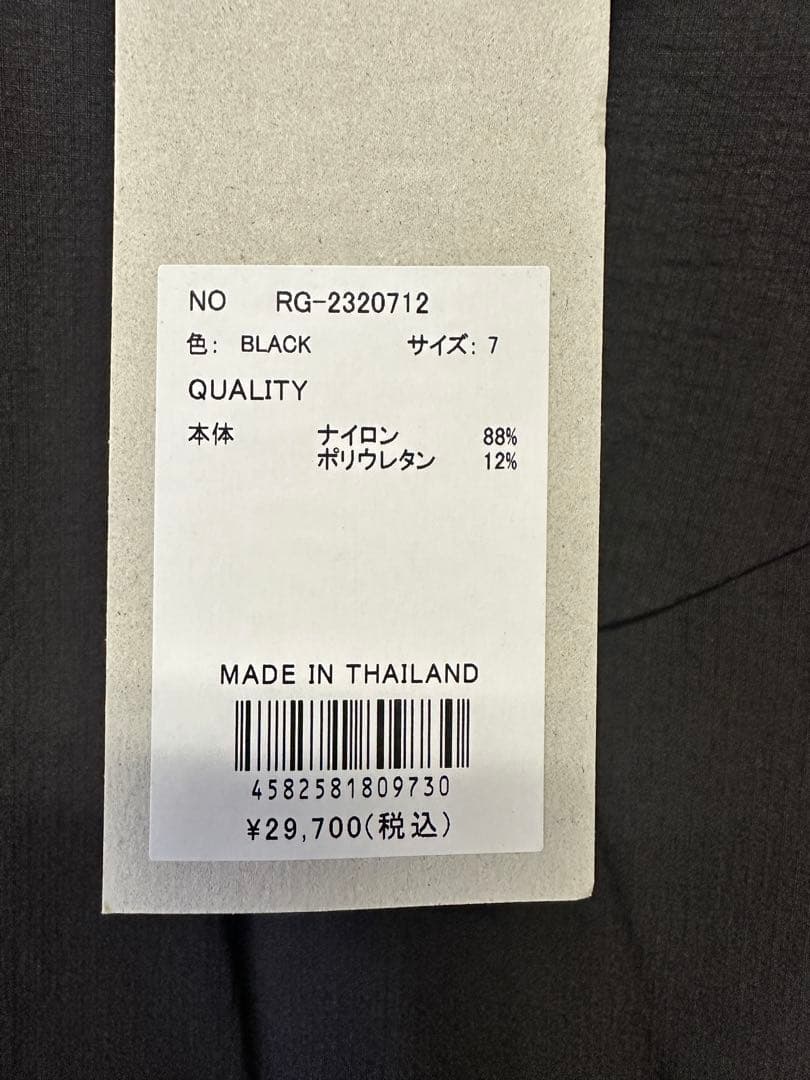 NO RG-2320712
色: BLACK サイズ: 7
QUALITY
本体 ナイロン 88%
ポリウレタン 12%
MADE IN THAILAND
4582581809730
¥29,700(税込)